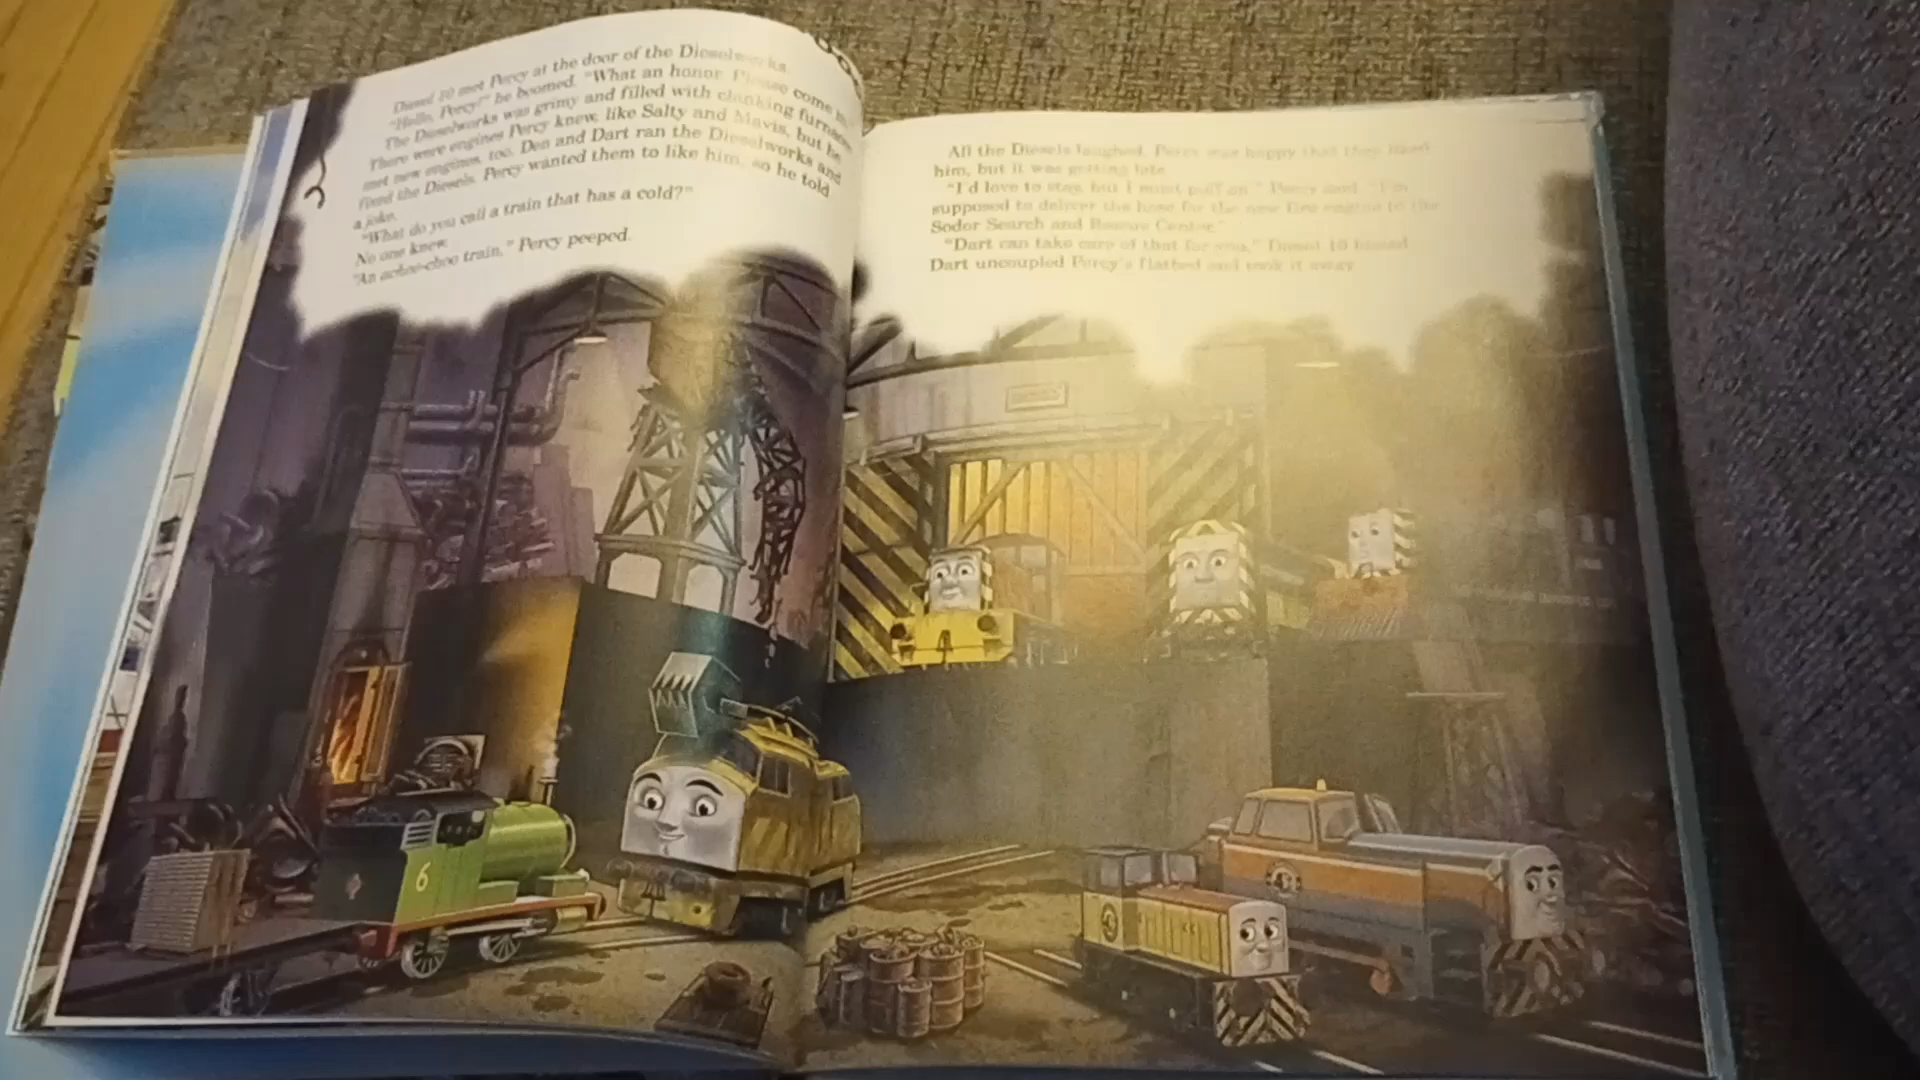 Diesel 10 met Percy at the door of the Dieselworks.
"Hello, Percy!" he boomed. "What an honor. Please come in."
The Dieselworks was grimy and filled with clanking furnaces.
There were engines Percy knew, like Salty and Mavis, but he
met new engines, too. Den and Dart ran the Dieselworks and
fixed the Diesels. Percy wanted them to like him, so he told
a joke.
"What do you call a train that has a cold?"
No one knew.
"An achoo-choo train," Percy peeped.
All the Diesels laughed. Percy was happy that they liked
him, but it was getting late.
"I'd love to stay, but I must puff on," Percy said. "I'm
supposed to deliver the hose for the new fire engine to the
Sodor Search and Rescue Center."
"Dart can take care of that for you," Diesel 10 hissed.
Dart uncoupled Percy's flatbed and took it away.
6